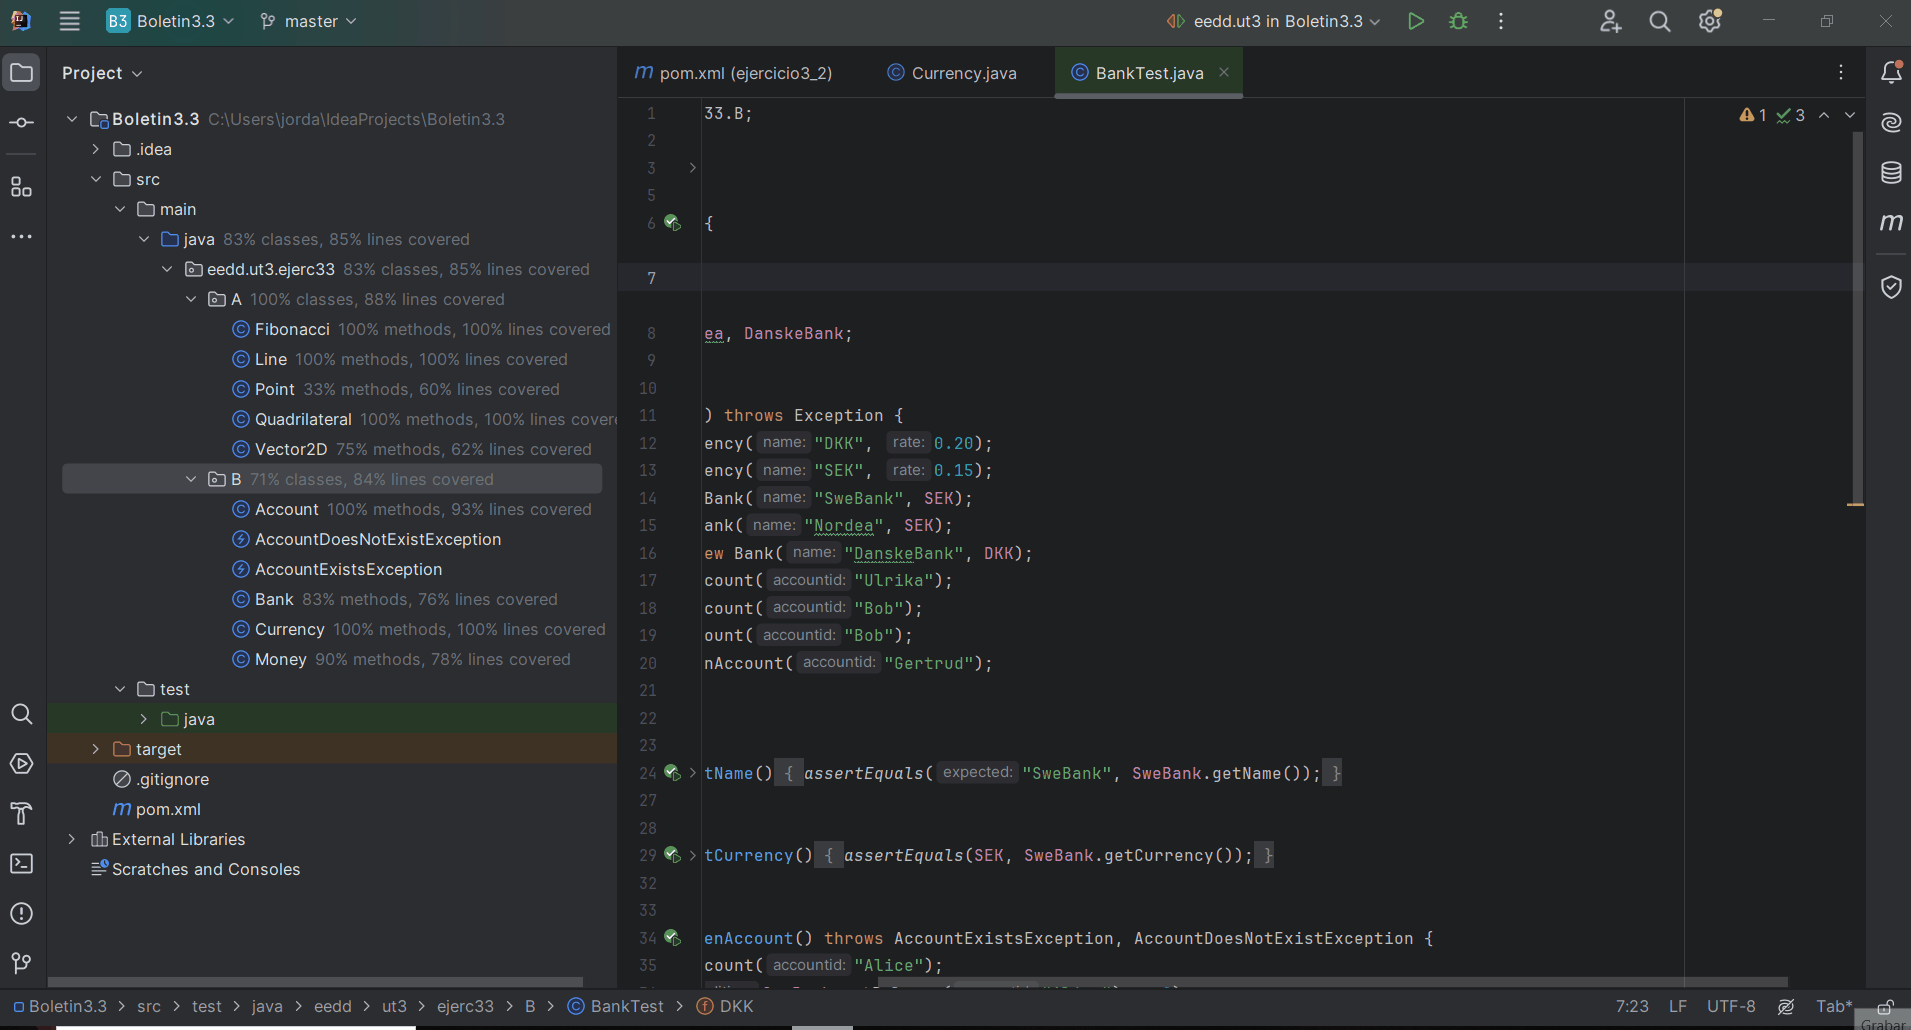 B3 Boletin3.3 master eedd.ut3 in Boletin3.3
Project
Boletin3.3 C:\Users\jorda\IdeaProjects\Boletin3.3
.idea
src
main
java 83% classes, 85% lines covered
eedd.ut3.ejerc33 83% classes, 85% lines covered
A 100% classes, 88% lines covered
Fibonacci 100% methods, 100% lines covered
Line 100% methods, 100% lines covered
Point 33% methods, 60% lines covered
Quadrilateral 100% methods, 100% lines cover
Vector2D 75% methods, 62% lines covered
B 71% classes, 84% lines covered
Account 100% methods, 93% lines covered
AccountDoesNotExistException
AccountExistsException
Bank 83% methods, 76% lines covered
Currency 100% methods, 100% lines covered
Money 90% methods, 78% lines covered
test
java
target
.gitignore
m pom.xml
External Libraries
Scratches and Consoles
m pom.xml (ejercicio3_2) Currency.java BankTest.java
1 33.B; 1 3
2
3
5
6 {
7
8 ea, DanskeBank;
9
10
11 ) throws Exception {
12 ency( name: "DKK", rate: 0.20);
13 ency( name: "SEK", rate: 0.15);
14 Bank( name: "SweBank", SEK);
15 ank( name: "Nordea", SEK);
16 ew Bank( name: "DanskeBank", DKK);
17 count( accountid: "Ulrika");
18 count( accountid: "Bob");
19 ount( accountid: "Bob");
20 nAccount( accountid: "Gertrud");
21
22
23
24 tName() { assertEquals( expected: "SweBank", SweBank.getName()); }
27
28
29 tCurrency() { assertEquals(SEK, SweBank.getCurrency()); }
32
33
34 enAccount() throws AccountExistsException, AccountDoesNotExistException {
35 count( accountid: "Alice");
Boletin3.3 > src > test > java > eedd > ut3 > ejerc33 > B > BankTest > DKK 7:23 LF UTF-8 Tab*
Grabar